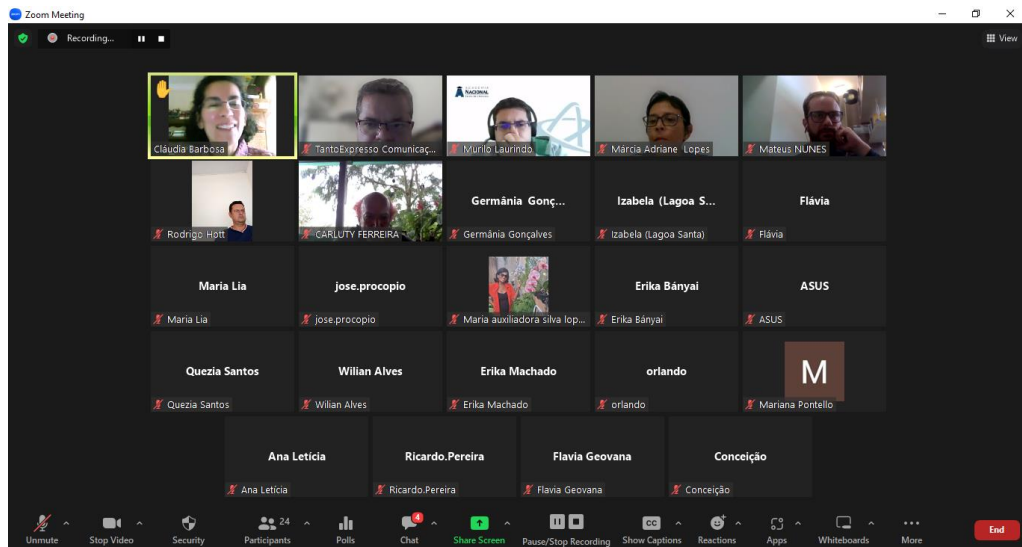 Zoom Meeting
Recording...
View
Cláudia Barbosa
TantoExpresso Comunicaç...
ACADEMIA
NACIONAL
Murilo Laurindo
Márcia Adriane Lopes
Mateus NUNES
Rodrigo Hott
CARLUTY FERREIRA
Germânia Gonç...
Germânia Gonçalves
Izabela (Lagoa S...
Izabela (Lagoa Santa)
Flávia
Flávia
Maria Lia
Maria Lia
jose.procopio
jose.procopio
Maria auxiliadora silva lop...
Erika Bányai
Erika Bányai
ASUS
ASUS
Quezia Santos
Quezia Santos
Wilian Alves
Wilian Alves
Erika Machado
Erika Machado
orlando
orlando
M
Mariana Pontello
Ana Letícia
Ana Letícia
Ricardo.Pereira
Ricardo.Pereira
Flavia Geovana
Flavia Geovana
Conceição
Conceição
Unmute
Stop Video
Security
24
Participants
Polls
4
Chat
Share Screen
Pause/Stop Recording
CC
Show Captions
Reactions
Apps
Whiteboards
More
End